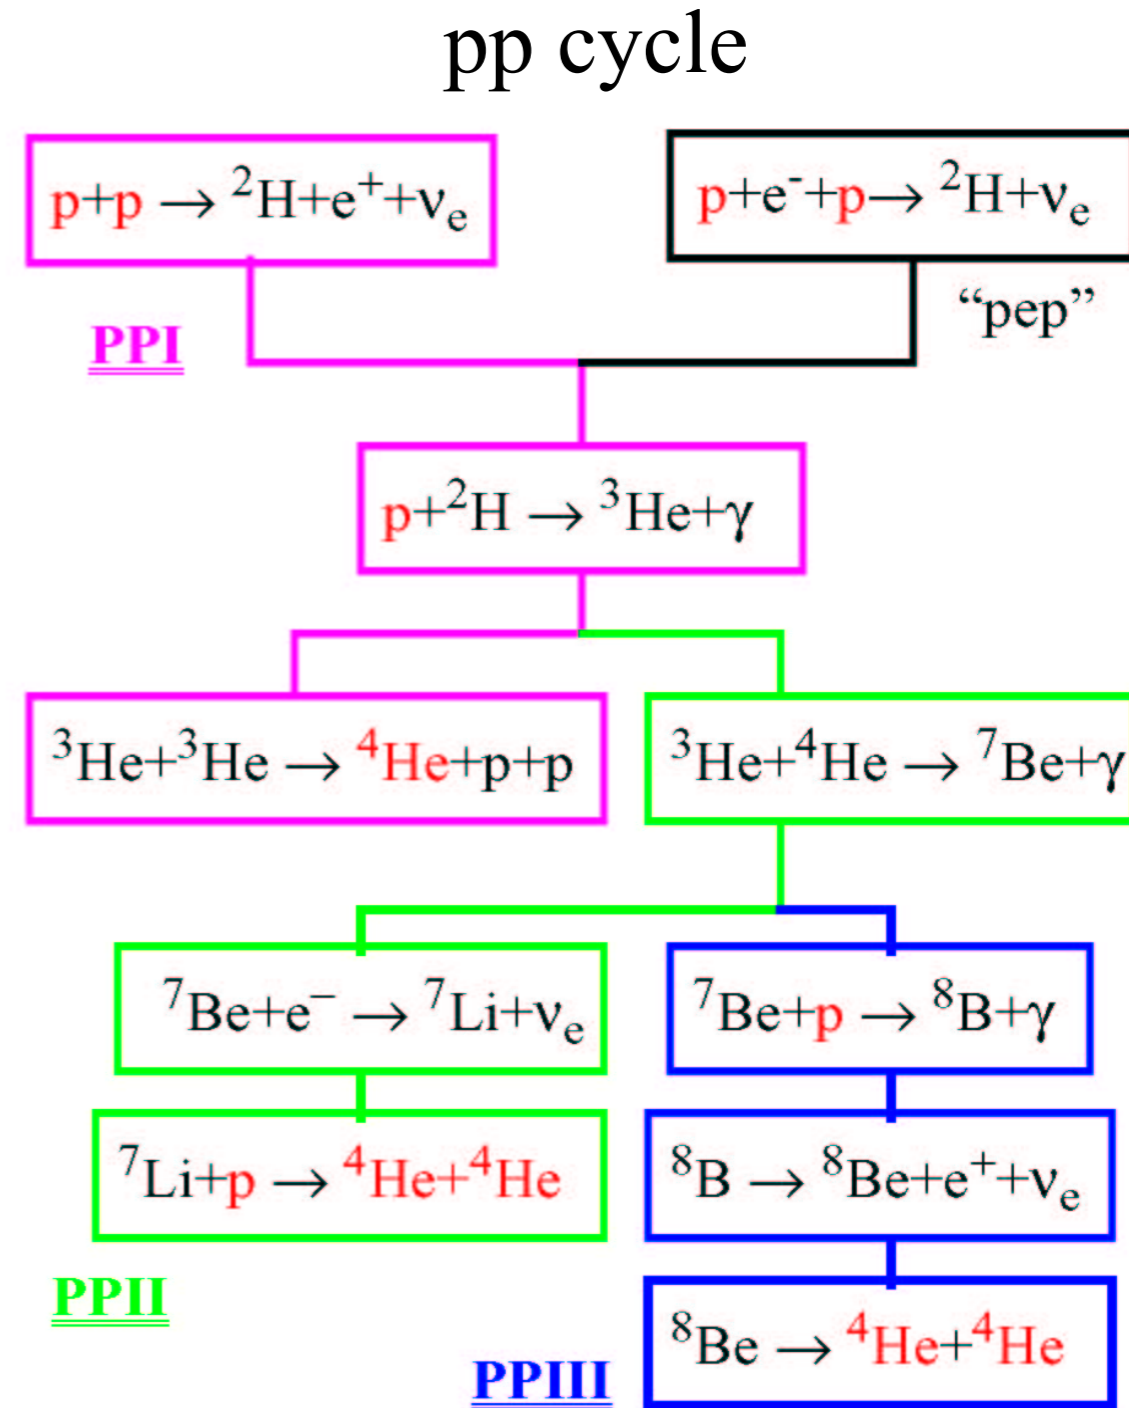 pp cycle
p+p → ²H+e⁺+νₑ
p+e⁻+p→ ²H+νₑ
“pep”
PPI
p+²H → ³He+γ
³He+³He → ⁴He+p+p
³He+⁴He → ⁷Be+γ
⁷Be+e⁻ → ⁷Li+νₑ
⁷Be+p → ⁸B+γ
⁷Li+p → ⁴He+⁴He
⁸B → ⁸Be+e⁺+νₑ
PPII
⁸Be → ⁴He+⁴He
PPIII